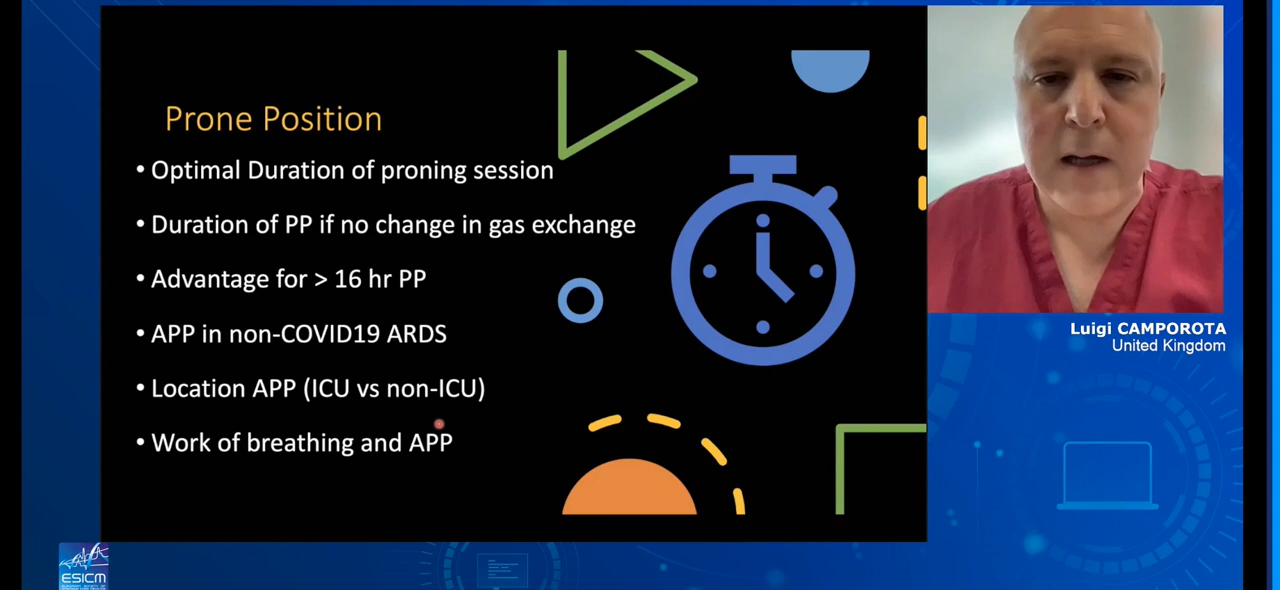 Prone Position
• Optimal Duration of proning session
• Duration of PP if no change in gas exchange
• Advantage for > 16 hr PP
• APP in non-COVID19 ARDS
• Location APP (ICU vs non-ICU)
• Work of breathing and APP
Luigi CAMPOROTA
United Kingdom
ESICM